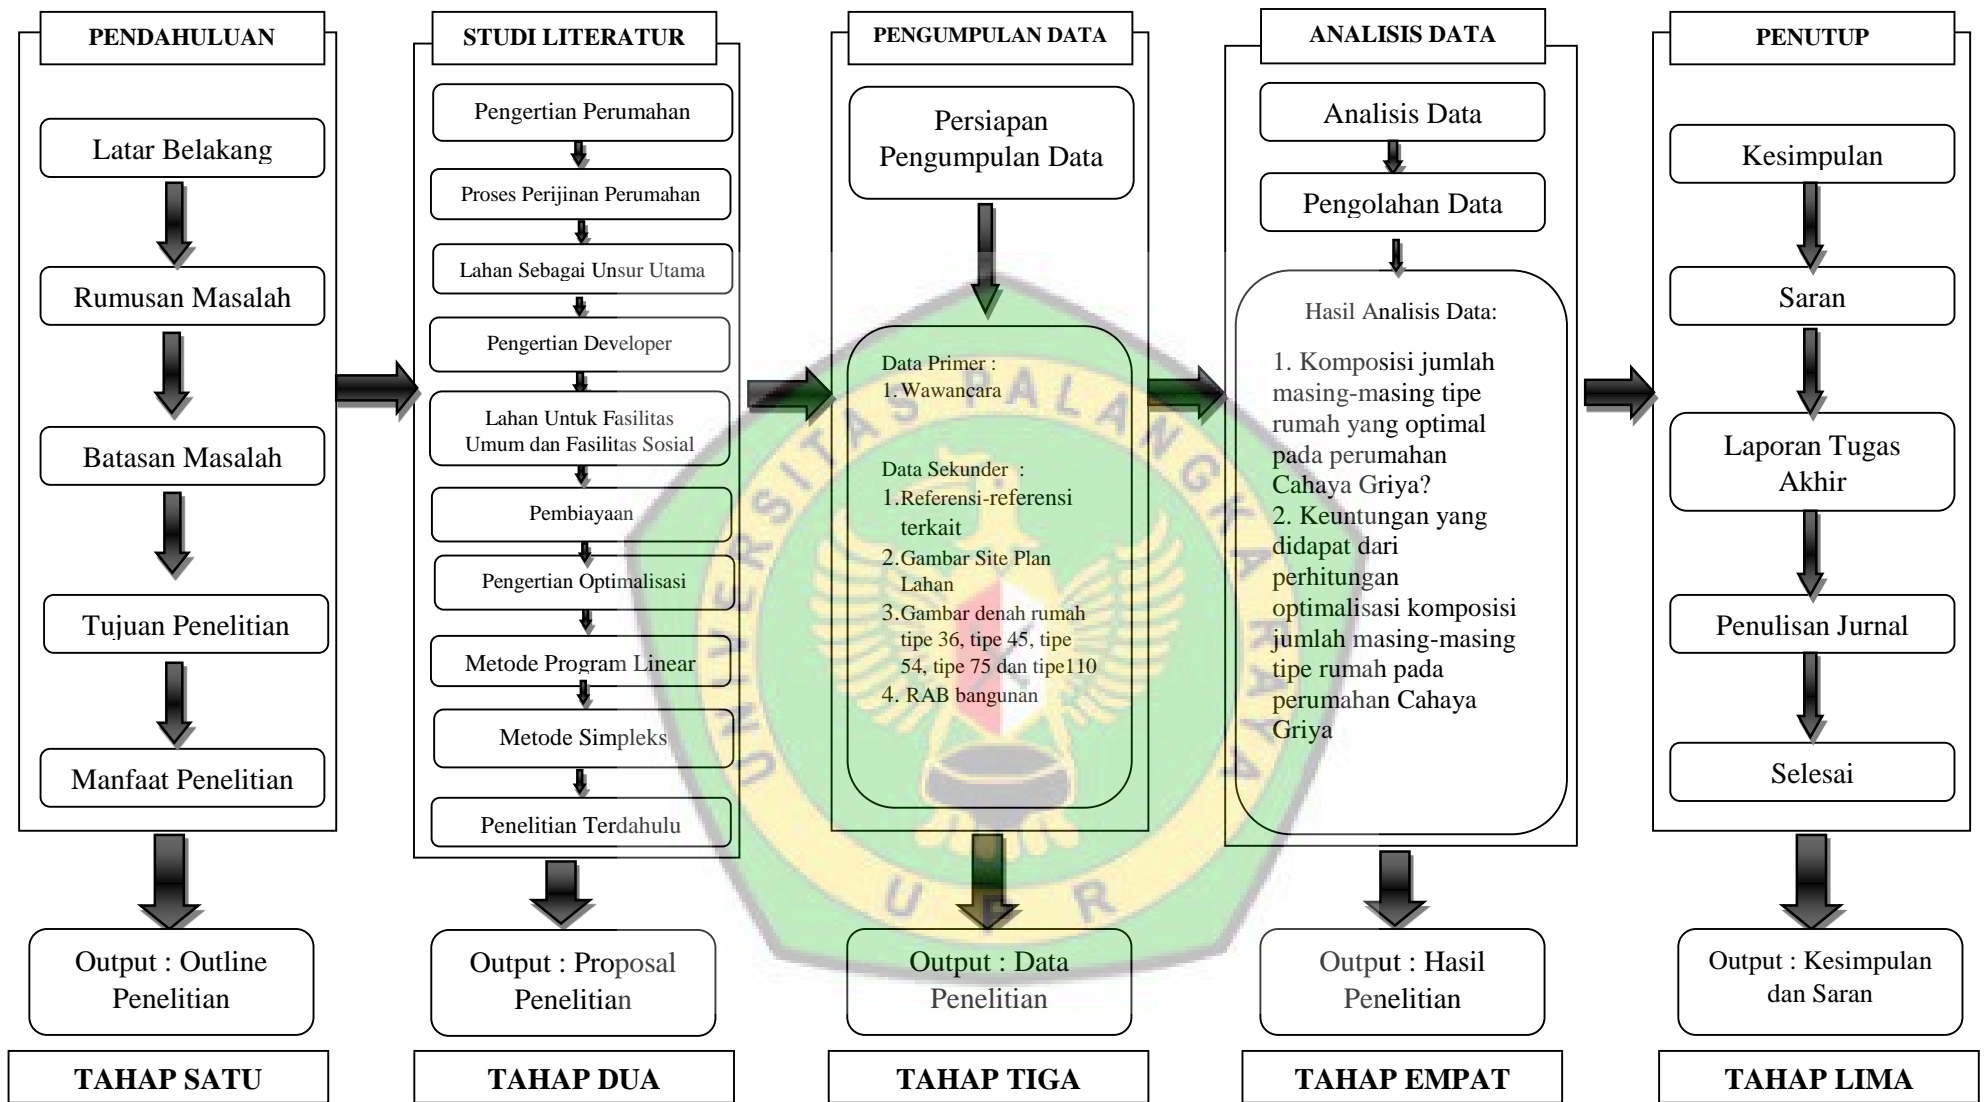 PENDAHULUAN
Latar Belakang
Rumusan Masalah
Batasan Masalah
Tujuan Penelitian
Manfaat Penelitian
Output : Outline
Penelitian
TAHAP SATU
STUDI LITERATUR
Pengertian Perumahan
Proses Perijinan Perumahan
Lahan Sebagai Unsur Utama
Pengertian Developer
Lahan Untuk Fasilitas
Umum dan Fasilitas Sosial
Pembiayaan
Pengertian Optimalisasi
Metode Program Linear
Metode Simpleks
Penelitian Terdahulu
Output : Proposal
Penelitian
TAHAP DUA
PENGUMPULAN DATA
Persiapan
Pengumpulan Data
Data Primer :
1. Wawancara
Data Sekunder :
1. Referensi-referensi
terkait
2. Gambar Site Plan
Lahan
3. Gambar denah rumah
tipe 36, tipe 45, tipe
54, tipe 75 dan tipe110
4. RAB bangunan
Output : Data
Penelitian
TAHAP TIGA
ANALISIS DATA
Analisis Data
Pengolahan Data
Hasil Analisis Data:
1. Komposisi jumlah
masing-masing tipe
rumah yang optimal
pada perumahan
Cahaya Griya?
2. Keuntungan yang
didapat dari
perhitungan
optimalisasi komposisi
jumlah masing-masing
tipe rumah pada
perumahan Cahaya
Griya
Output : Hasil
Penelitian
TAHAP EMPAT
PENUTUP
Kesimpulan
Saran
Laporan Tugas
Akhir
Penulisan Jurnal
Selesai
Output : Kesimpulan
dan Saran
TAHAP LIMA
UNIVERSITAS PALANGKA RAYA
UPR